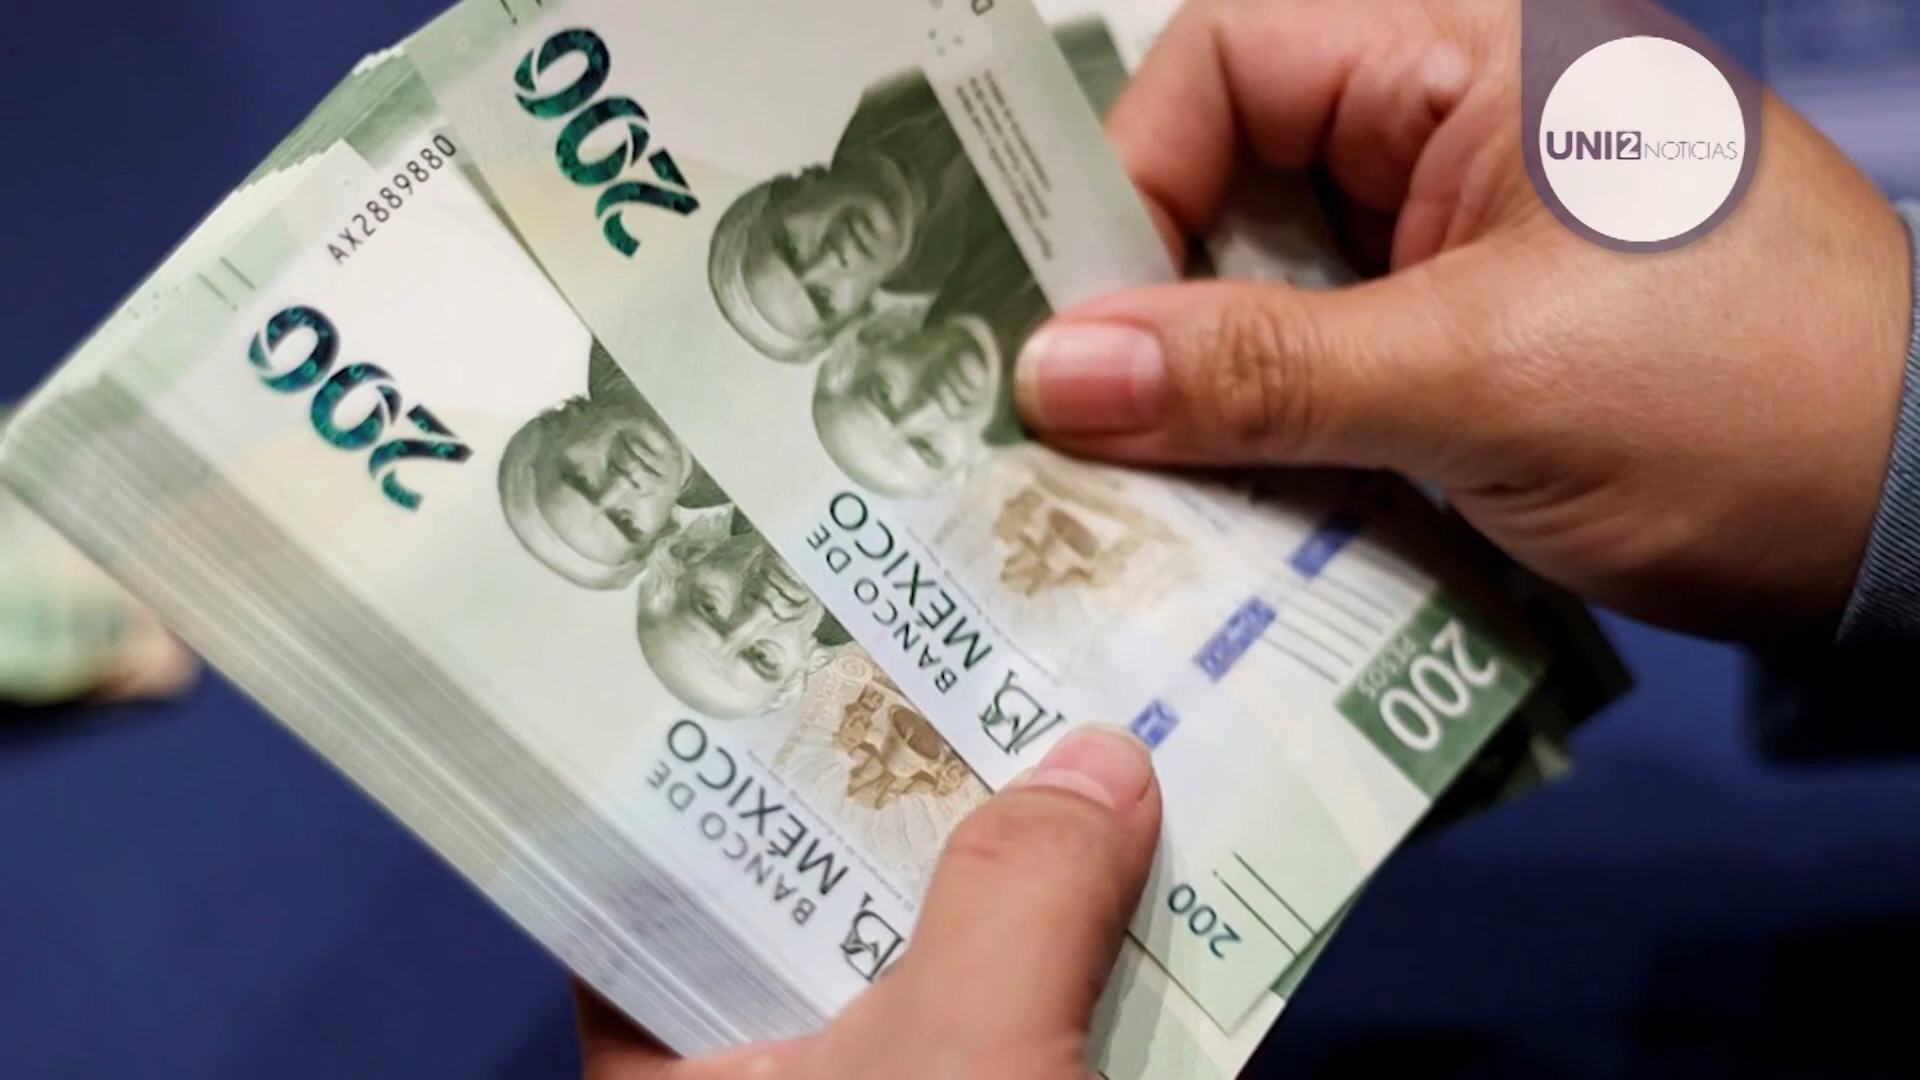 UNI2NOTICIAS
200
AX2889880
200
BANCO DE
MÉXICO
BANCO DE
MÉXICO
200
PESOS
200